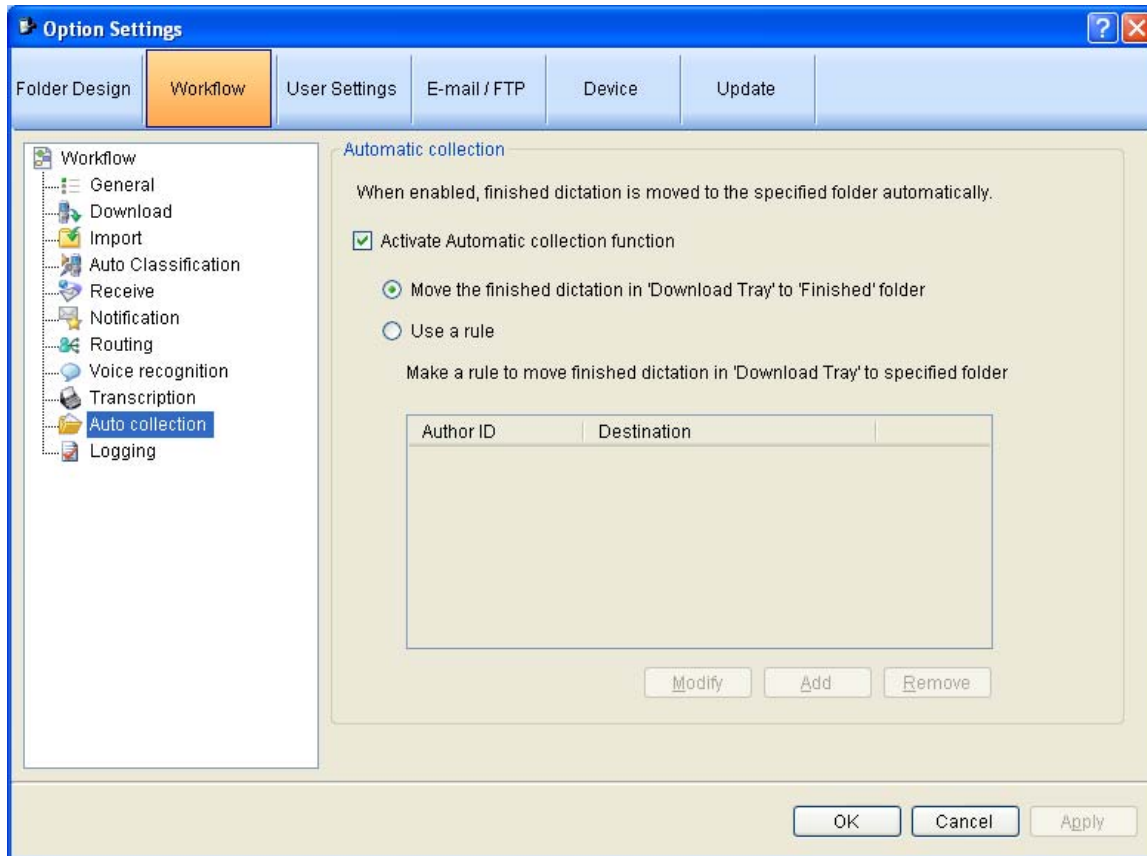 Option Settings
Folder Design Workflow User Settings E-mail / FTP Device Update
Workflow
General
Download
Import
Auto Classification
Receive
Notification
Routing
Voice recognition
Transcription
Auto collection
Logging
Automatic collection
When enabled, finished dictation is moved to the specified folder automatically.
Activate Automatic collection function
Move the finished dictation in 'Download Tray' to 'Finished' folder
Use a rule
Make a rule to move finished dictation in 'Download Tray' to specified folder
Author ID Destination
Modify Add Remove
OK Cancel Apply